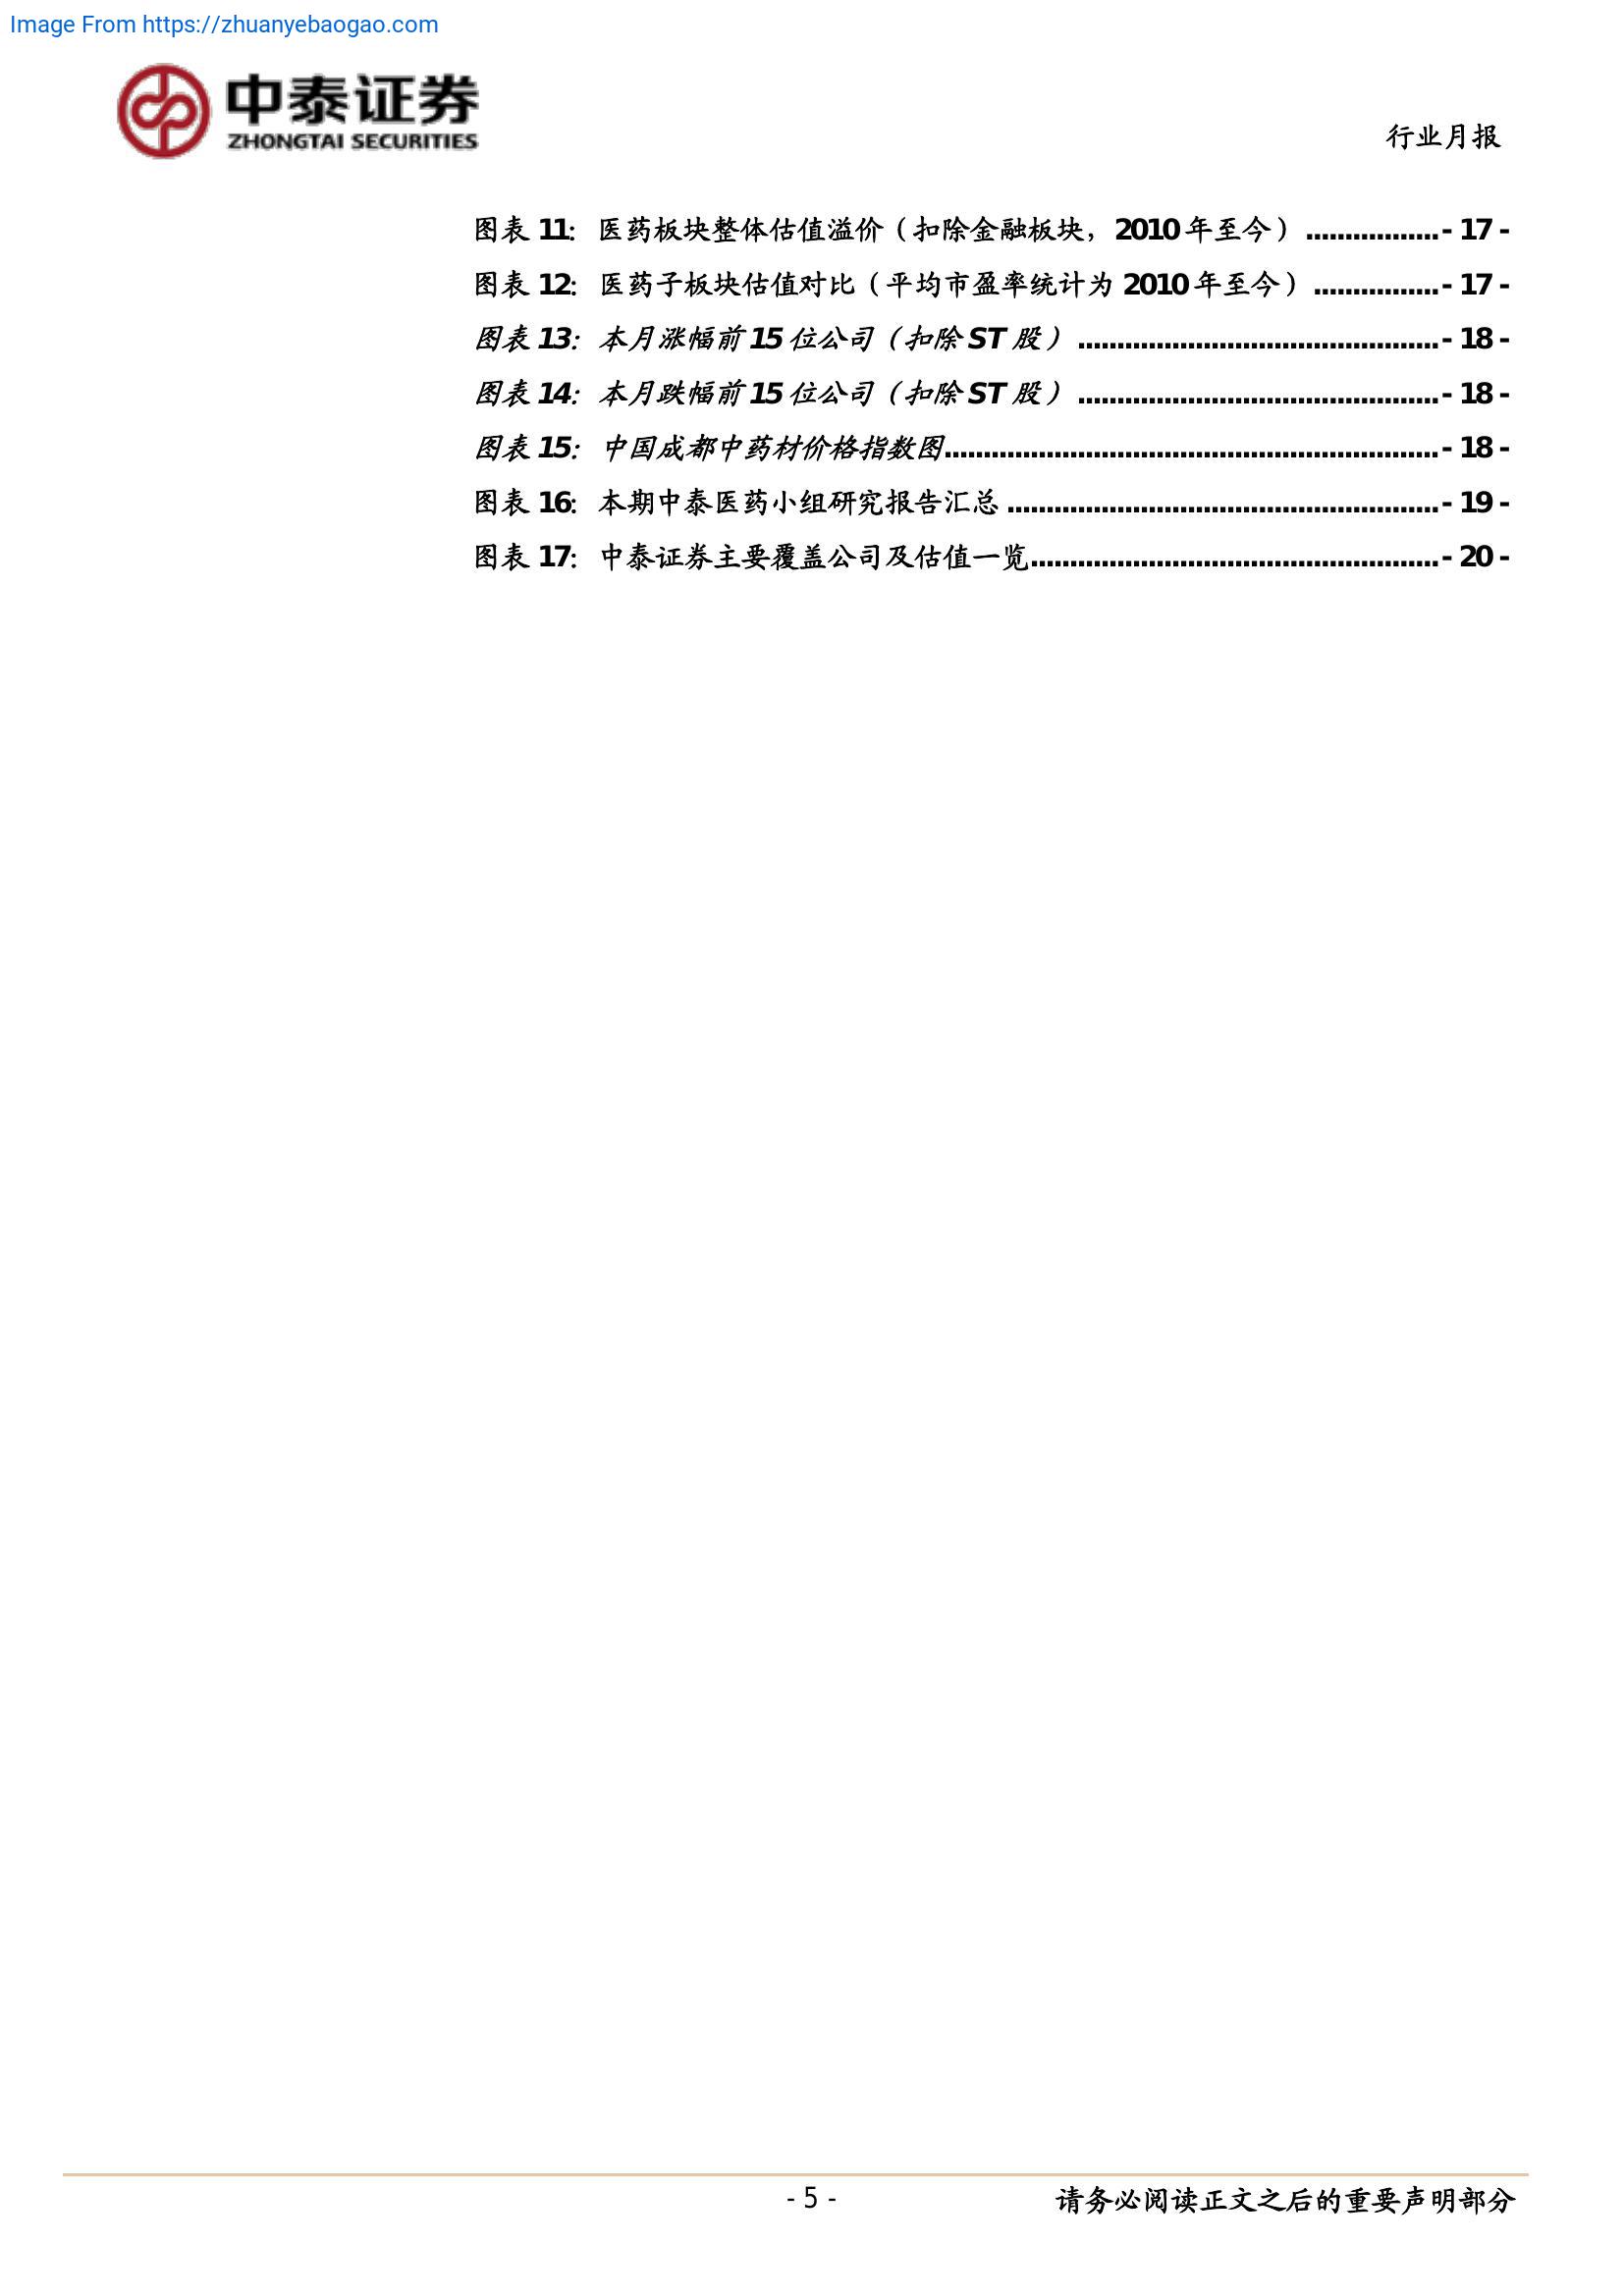 Image From https://zhuanyebaogao.com
中泰证券
ZHONGTAI SECURITIES
行业月报
图表 11：医药板块整体估值溢价（扣除金融板块，2010 年至今）.................- 17 -
图表 12：医药子板块估值对比（平均市盈率统计为 2010 年至今）................- 17 -
图表 13：本月涨幅前 15 位公司（扣除 ST 股）..............................................- 18 -
图表 14：本月跌幅前 15 位公司（扣除 ST 股）..............................................- 18 -
图表 15：中国成都中药材价格指数图...............................................................- 18 -
图表 16：本期中泰医药小组研究报告汇总.......................................................- 19 -
图表 17：中泰证券主要覆盖公司及估值一览....................................................- 20 -
- 5 -
请务必阅读正文之后的重要声明部分